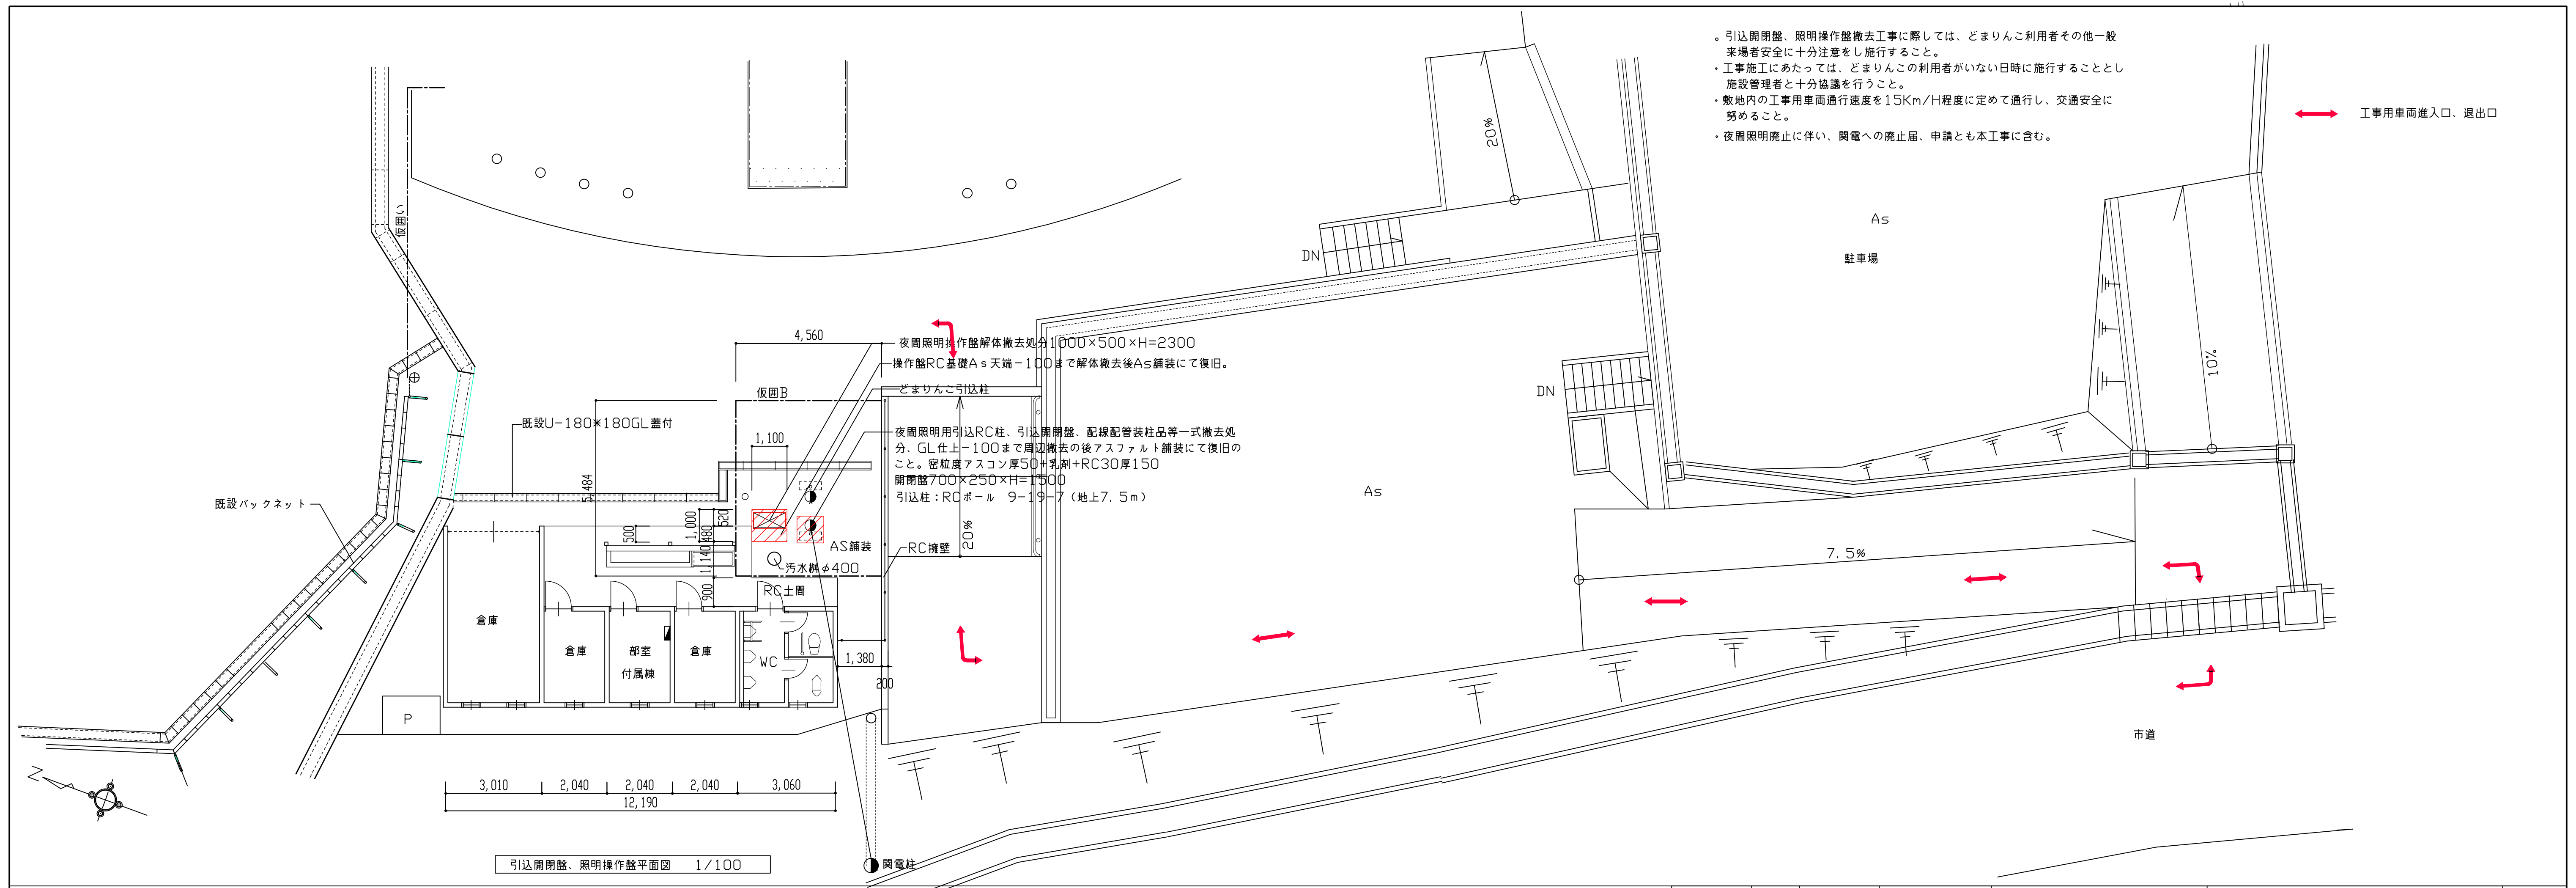 。引込開閉盤、照明操作盤撤去工事に際しては、どまりんこ利用者その他一般
来場者安全に十分注意をし施行すること。
・工事施工にあたっては、どまりんこの利用者がいない日時に施行することとし
施設管理者と十分協議を行うこと。
・敷地内の工事用車両通行速度を15Km/H程度に定めて通行し、交通安全に
努めること。
・夜間照明廃止に伴い、関電への廃止届、申請とも本工事に含む。
工事用車両進入口、退出口
20%
As
駐車場
DN
仮囲い
4,560
夜間照明操作盤解体撤去処分1000×500×H=2300
操作盤RC基礎As天端-100まで解体撤去後As舗装にて復旧。
どまりんこ引込柱
仮囲B
DN
10%
既設U-180*180GL蓋付
1,100
夜間照明用引込RC柱、引込開閉盤、配線配管装柱品等一式撤去処
分、GL仕上-100まで周辺撤去の後アスファルト舗装にて復旧の
こと。密粒度アスコン厚50+乳剤+RC30厚150
開閉盤700×250×H=1500
引込柱:RCポール 9-19-7(地上7.5m)
5,484
既設バックネット
As
500
1,000
480
520
1,140
900
20%
AS舗装
RC擁壁
汚水桝φ400
RC土間
7.5%
倉庫
倉庫
部室
付属棟
倉庫
WC
1,380
200
P
市道
N
3,010
2,040
2,040
2,040
3,060
12,190
引込開閉盤、照明操作盤平面図 1/100
関電柱